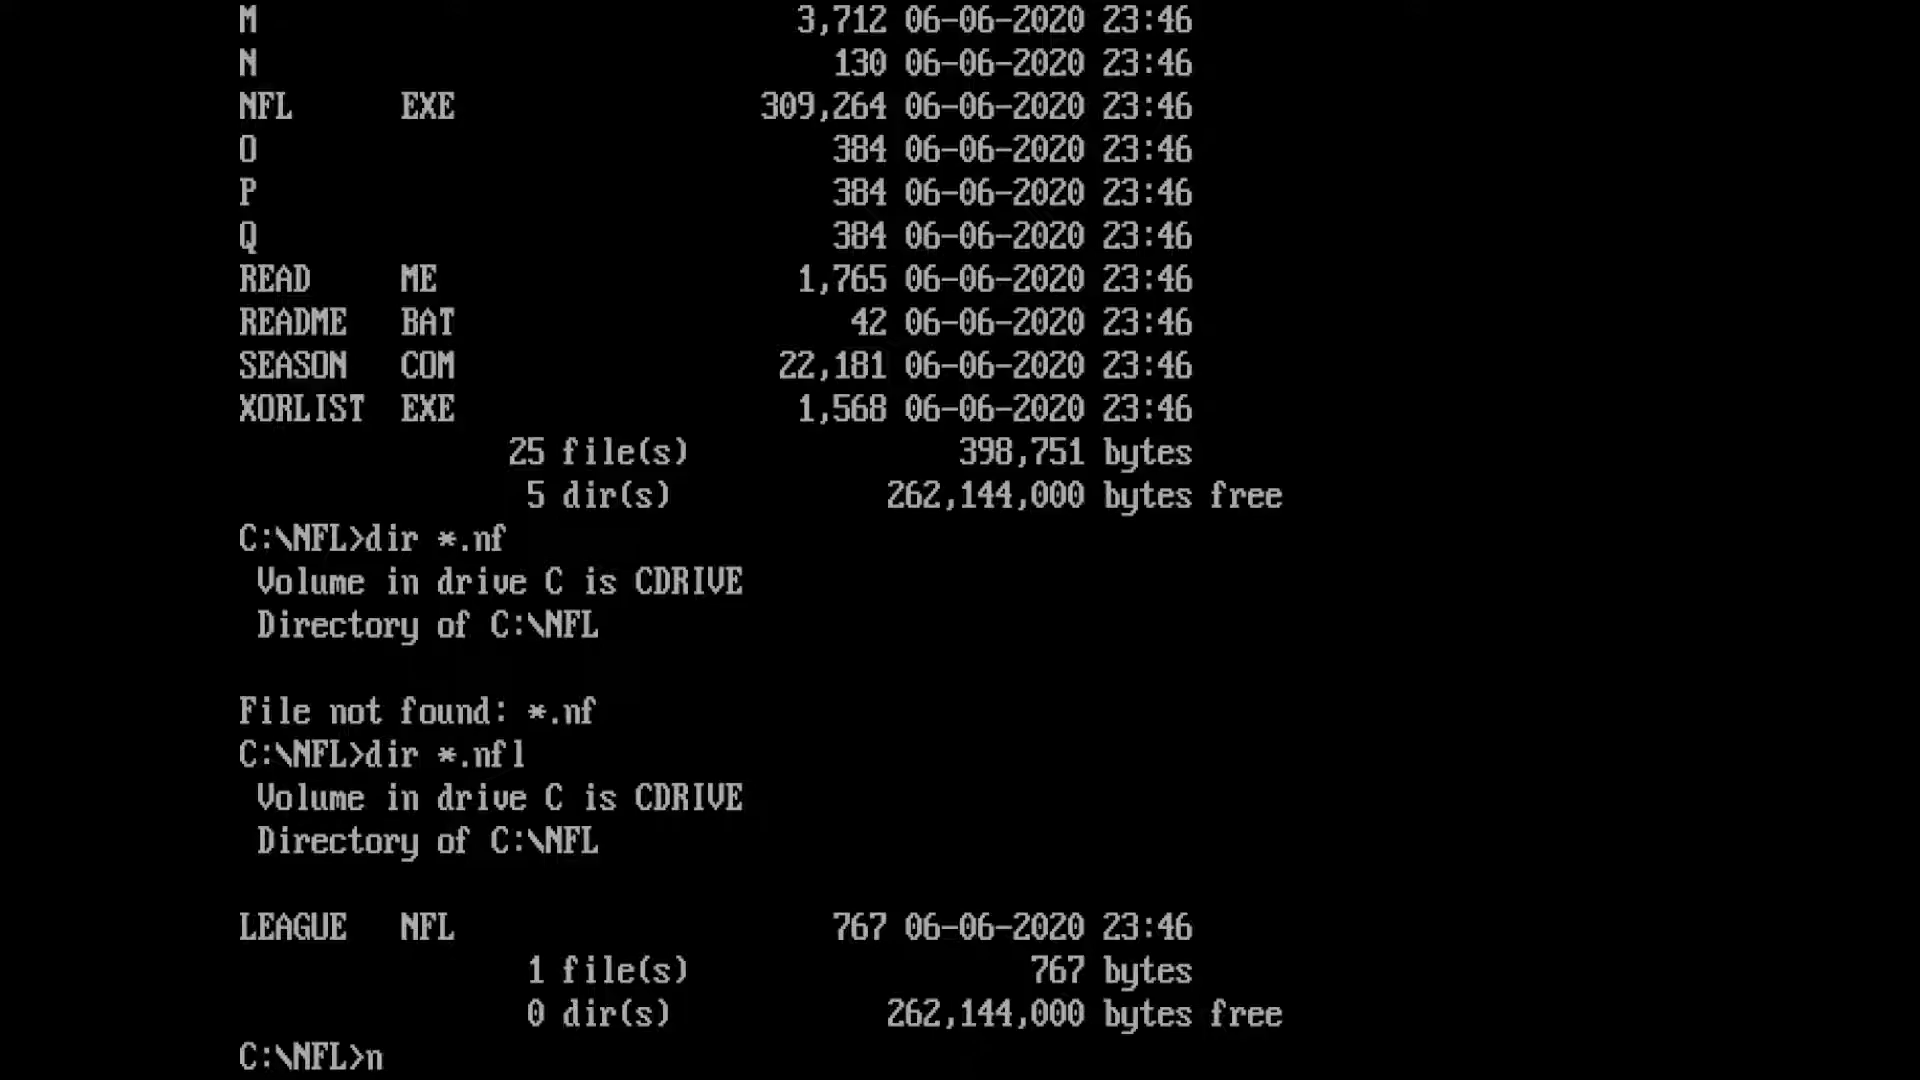 M 3,712 06-06-2020 23:46
N 130 06-06-2020 23:46
NFL EXE 309,264 06-06-2020 23:46
O 384 06-06-2020 23:46
P 384 06-06-2020 23:46
Q 384 06-06-2020 23:46
READ ME 1,765 06-06-2020 23:46
README BAT 42 06-06-2020 23:46
SEASON COM 22,181 06-06-2020 23:46
XORLIST EXE 1,568 06-06-2020 23:46
25 file(s) 398,751 bytes
5 dir(s) 262,144,000 bytes free
C:\NFL>dir *.nf
Volume in drive C is CDRIVE
Directory of C:\NFL
File not found: *.nf
C:\NFL>dir *.nfl
Volume in drive C is CDRIVE
Directory of C:\NFL
LEAGUE NFL 767 06-06-2020 23:46
1 file(s) 767 bytes
0 dir(s) 262,144,000 bytes free
C:\NFL>n